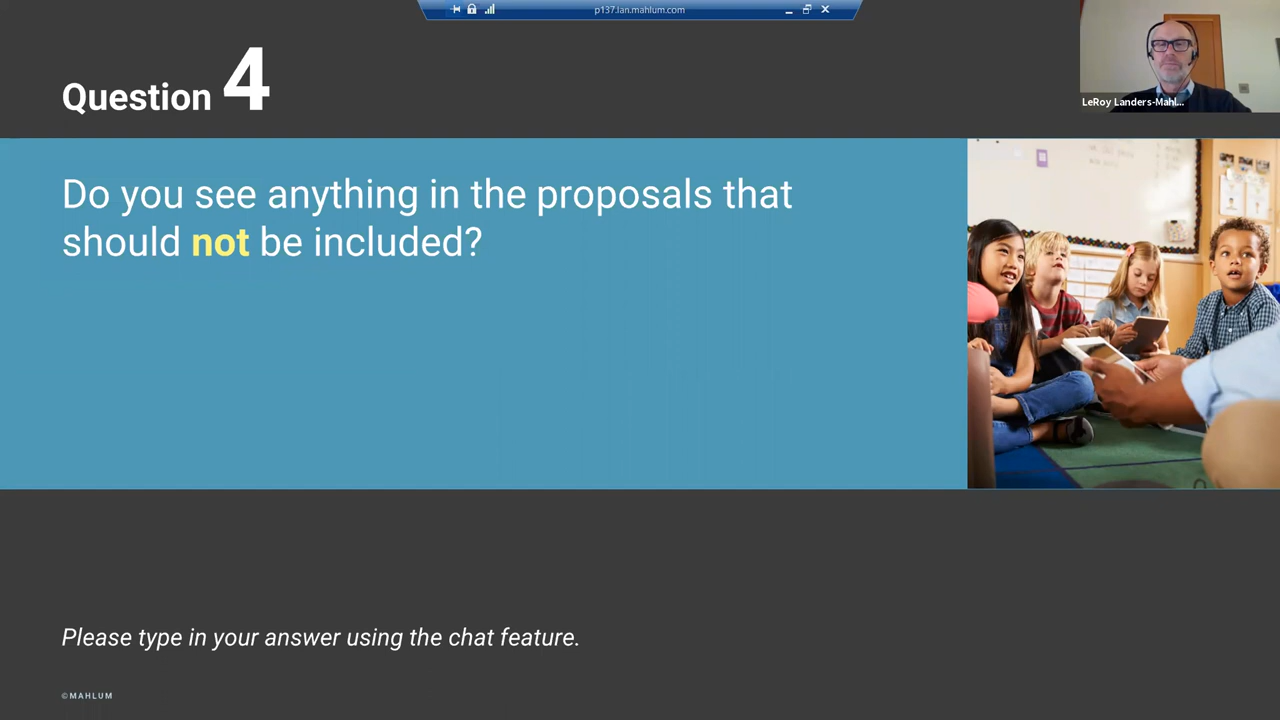 p137.lan.mahlum.com
Question 4
LeRoy Landers-Mahl...
Do you see anything in the proposals that
should not be included?
Please type in your answer using the chat feature.
©MAHLUM